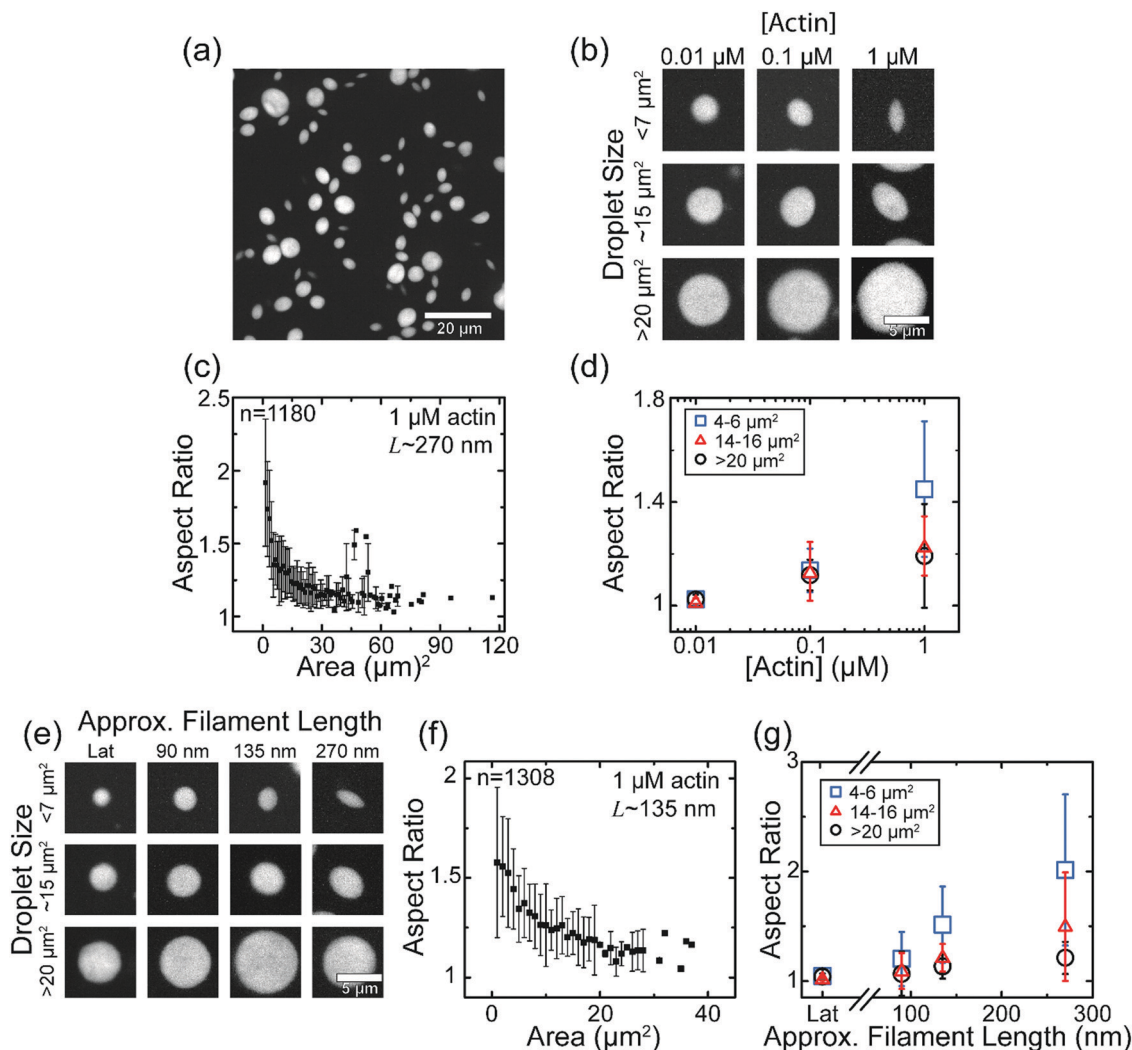 (a)
20 µm
(b)
[Actin]
0.01 µM 0.1 µM 1 µM
Droplet Size
<7 µm²
~15 µm²
>20 µm²
5 µm
(c)
n=1180
1 µM actin
L~270 nm
Aspect Ratio
2.5
2
1.5
1
0 30 60 90 120
Area (µm)²
(d)
4-6 µm²
14-16 µm²
>20 µm²
Aspect Ratio
1.8
1.4
1
0.01 0.1 1
[Actin] (µM)
(e)
Approx. Filament Length
Lat 90 nm 135 nm 270 nm
Droplet Size
<7 µm²
~15 µm²
>20 µm²
5 µm
(f)
n=1308
1 µM actin
L~135 nm
Aspect Ratio
2
1.5
1
0 20 40
Area (µm²)
(g)
4-6 µm²
14-16 µm²
>20 µm²
Aspect Ratio
3
2
1
Lat 100 200 300
Approx. Filament Length (nm)